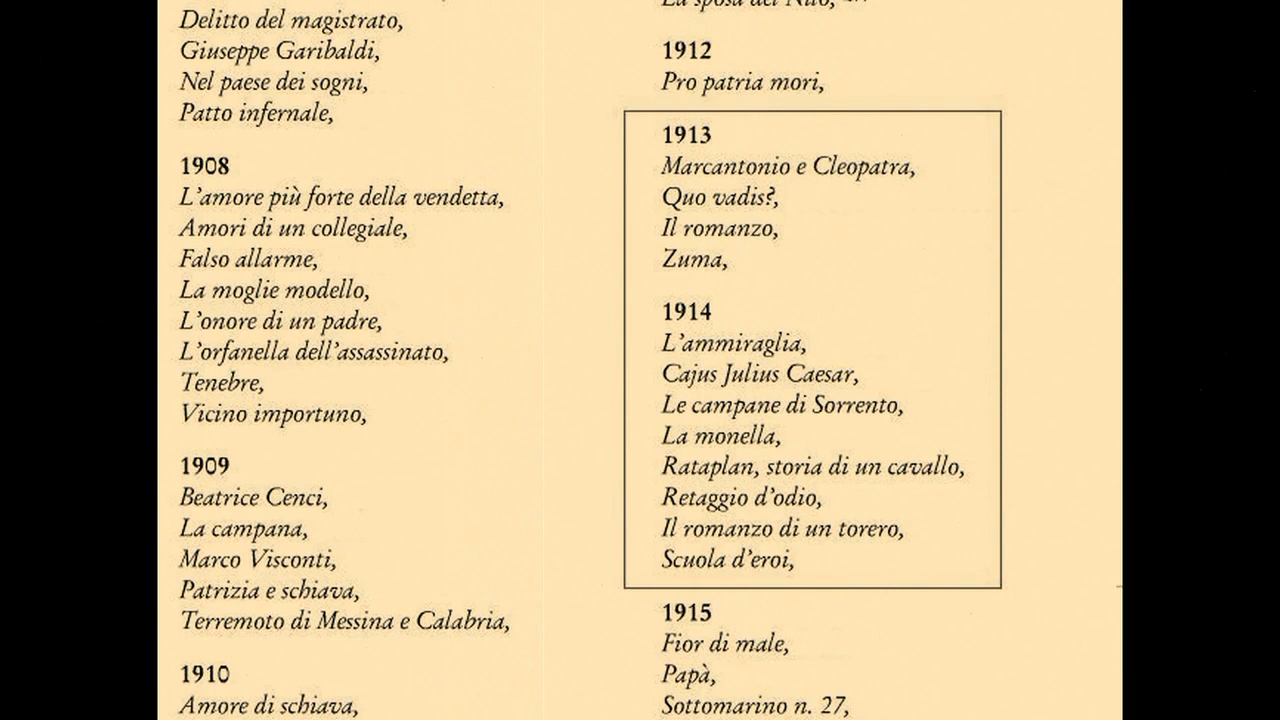 Delitto del magistrato,
Giuseppe Garibaldi,
Nel paese dei sogni,
Patto infernale,
1908
L'amore più forte della vendetta,
Amori di un collegiale,
Falso allarme,
La moglie modello,
L'onore di un padre,
L'orfanella dell'assassinato,
Tenebre,
Vicino importuno,
1909
Beatrice Cenci,
La campana,
Marco Visconti,
Patrizia e schiava,
Terremoto di Messina e Calabria,
1910
Amore di schiava,
La sposa del Nilo,
1912
Pro patria mori,
1913
Marcantonio e Cleopatra,
Quo vadis?,
Il romanzo,
Zuma,
1914
L'ammiraglia,
Cajus Julius Caesar,
Le campane di Sorrento,
La monella,
Rataplan, storia di un cavallo,
Retaggio d'odio,
Il romanzo di un torero,
Scuola d'eroi,
1915
Fior di male,
Papà,
Sottomarino n. 27,